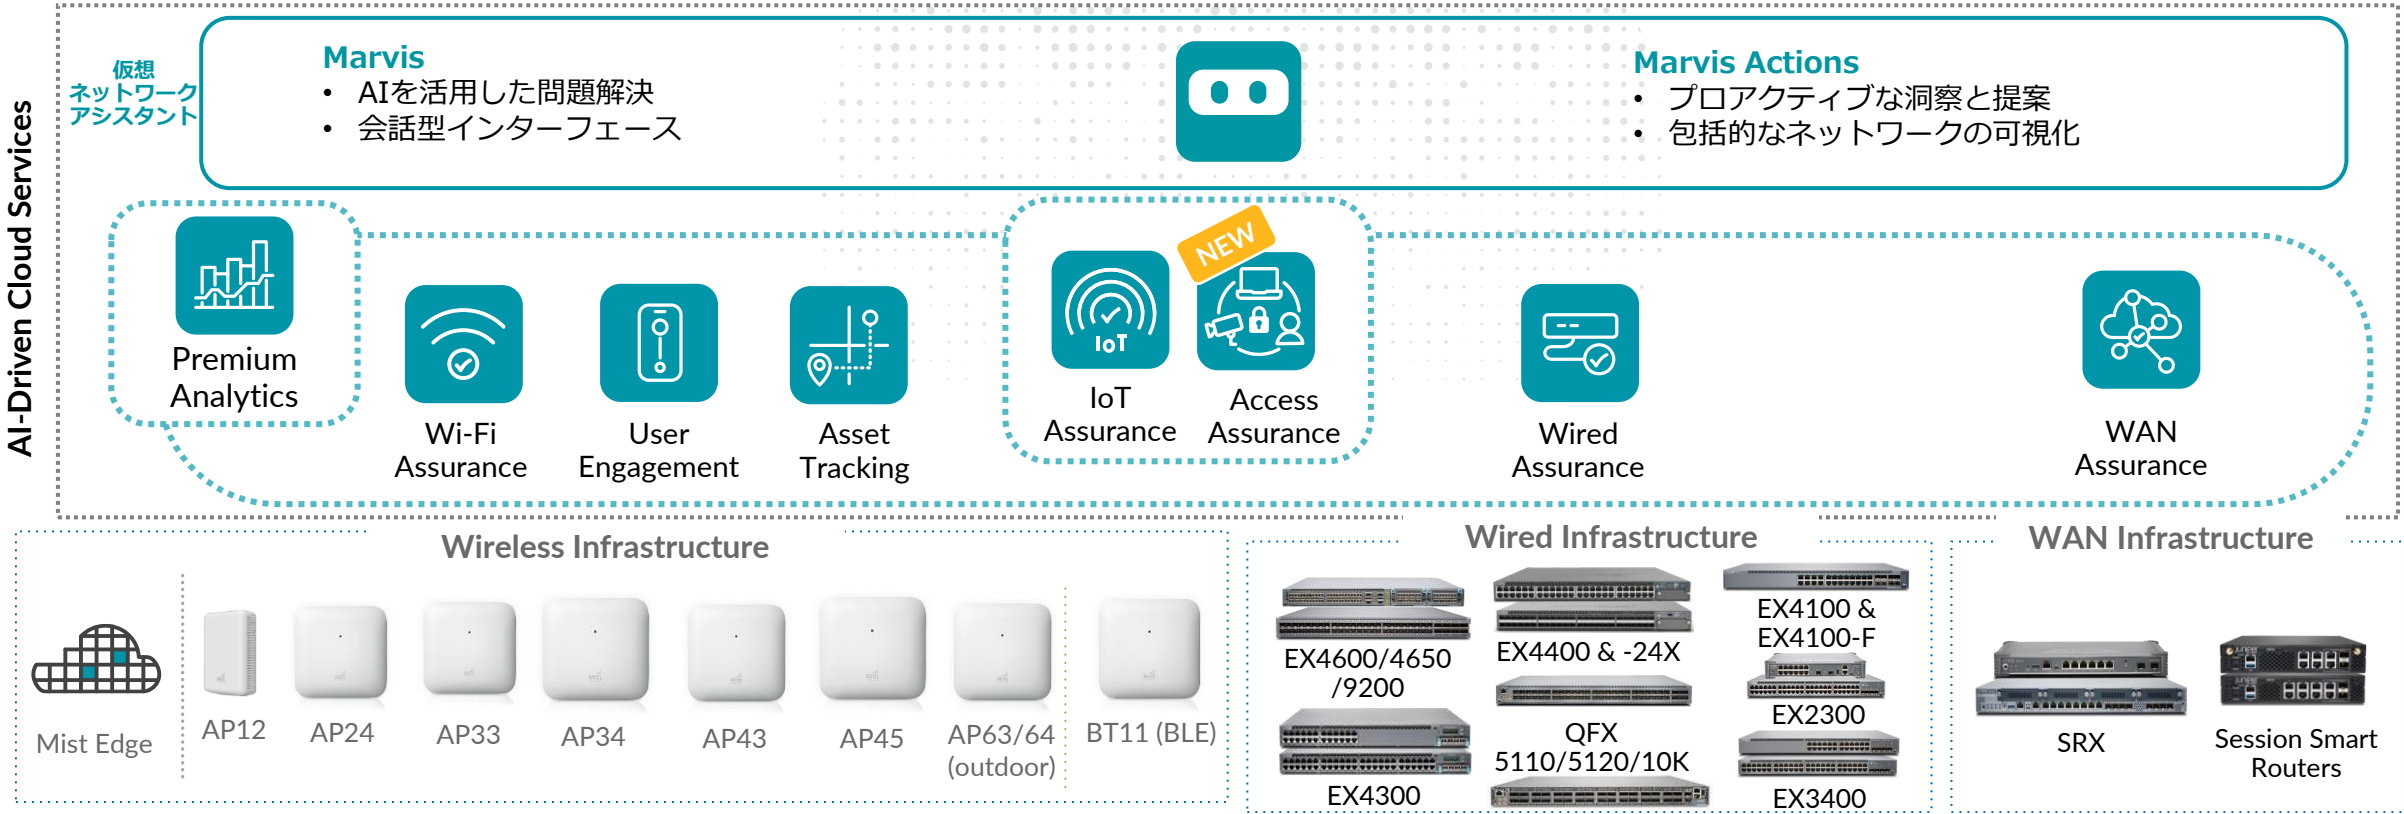 AI-Driven Cloud Services
仮想
ネットワーク
アシスタント
Marvis
• AIを活用した問題解決
• 会話型インターフェース
Marvis Actions
• プロアクティブな洞察と提案
• 包括的なネットワークの可視化
Premium
Analytics
Wi-Fi
Assurance
User
Engagement
Asset
Tracking
IoT
IoT
Assurance
NEW
Access
Assurance
Wired
Assurance
WAN
Assurance
Wireless Infrastructure
Mist Edge
AP12
AP24
AP33
AP34
AP43
AP45
AP63/64
(outdoor)
BT11 (BLE)
Wired Infrastructure
EX4600/4650
/9200
EX4300
EX4400 & -24X
QFX
5110/5120/10K
EX4100 &
EX4100-F
EX2300
EX3400
WAN Infrastructure
SRX
Session Smart
Routers